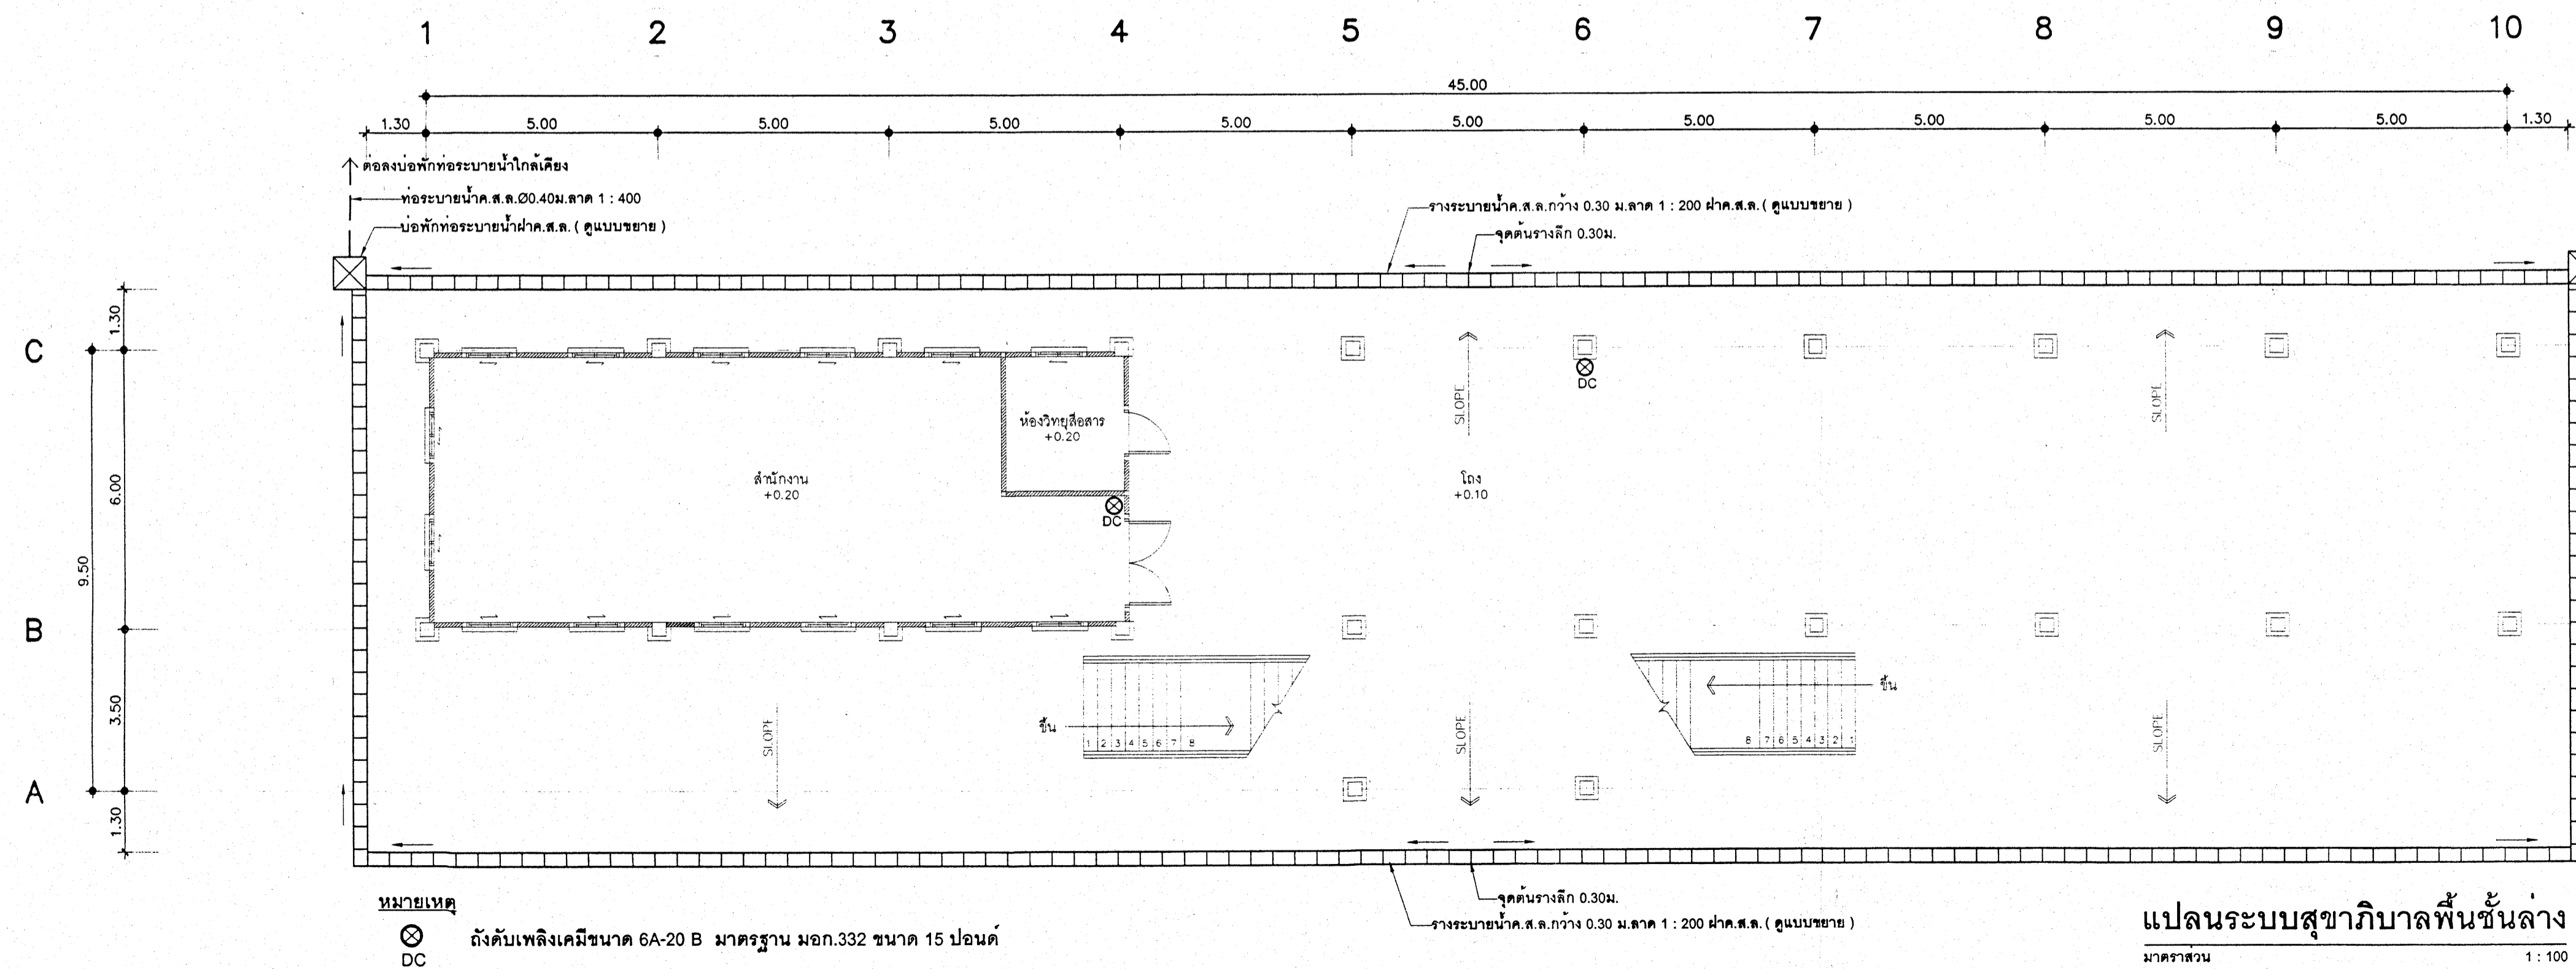 1 2 3 4 5 6 7 8 9 10
45.00
1.30 5.00 5.00 5.00 5.00 5.00 5.00 5.00 5.00 5.00 1.30
ต่อลงบ่อพักท่อระบายน้ำใกล้เคียง
ท่อระบายน้ำค.ส.ล.Ø0.40ม.ลาด 1 : 400
บ่อพักท่อระบายน้ำฝาค.ส.ล. ( ดูแบบขยาย )
รางระบายน้ำค.ส.ล.กว้าง 0.30 ม.ลาด 1 : 200 ฝาค.ส.ล. ( ดูแบบขยาย )
จุดต้นรางลึก 0.30ม.
1.30
C
6.00
9.50
B
3.50
A
1.30
SLOPE
SLOPE
DC
ห้องวิทยุสื่อสาร
+0.20
สำนักงาน
+0.20
โถง
+0.10
DC
ขึ้น
ขึ้น
SLOPE
SLOPE
SLOPE
1 2 3 4 5 6 7 8
8 7 6 5 4 3 2 1
จุดต้นรางลึก 0.30ม.
รางระบายน้ำค.ส.ล.กว้าง 0.30 ม.ลาด 1 : 200 ฝาค.ส.ล. ( ดูแบบขยาย )
หมายเหตุ
ถังดับเพลิงเคมีขนาด 6A-20 B มาตรฐาน มอก.332 ขนาด 15 ปอนด์
DC
แปลนระบบสุขาภิบาลพื้นชั้นล่าง
มาตราส่วน 1 : 100